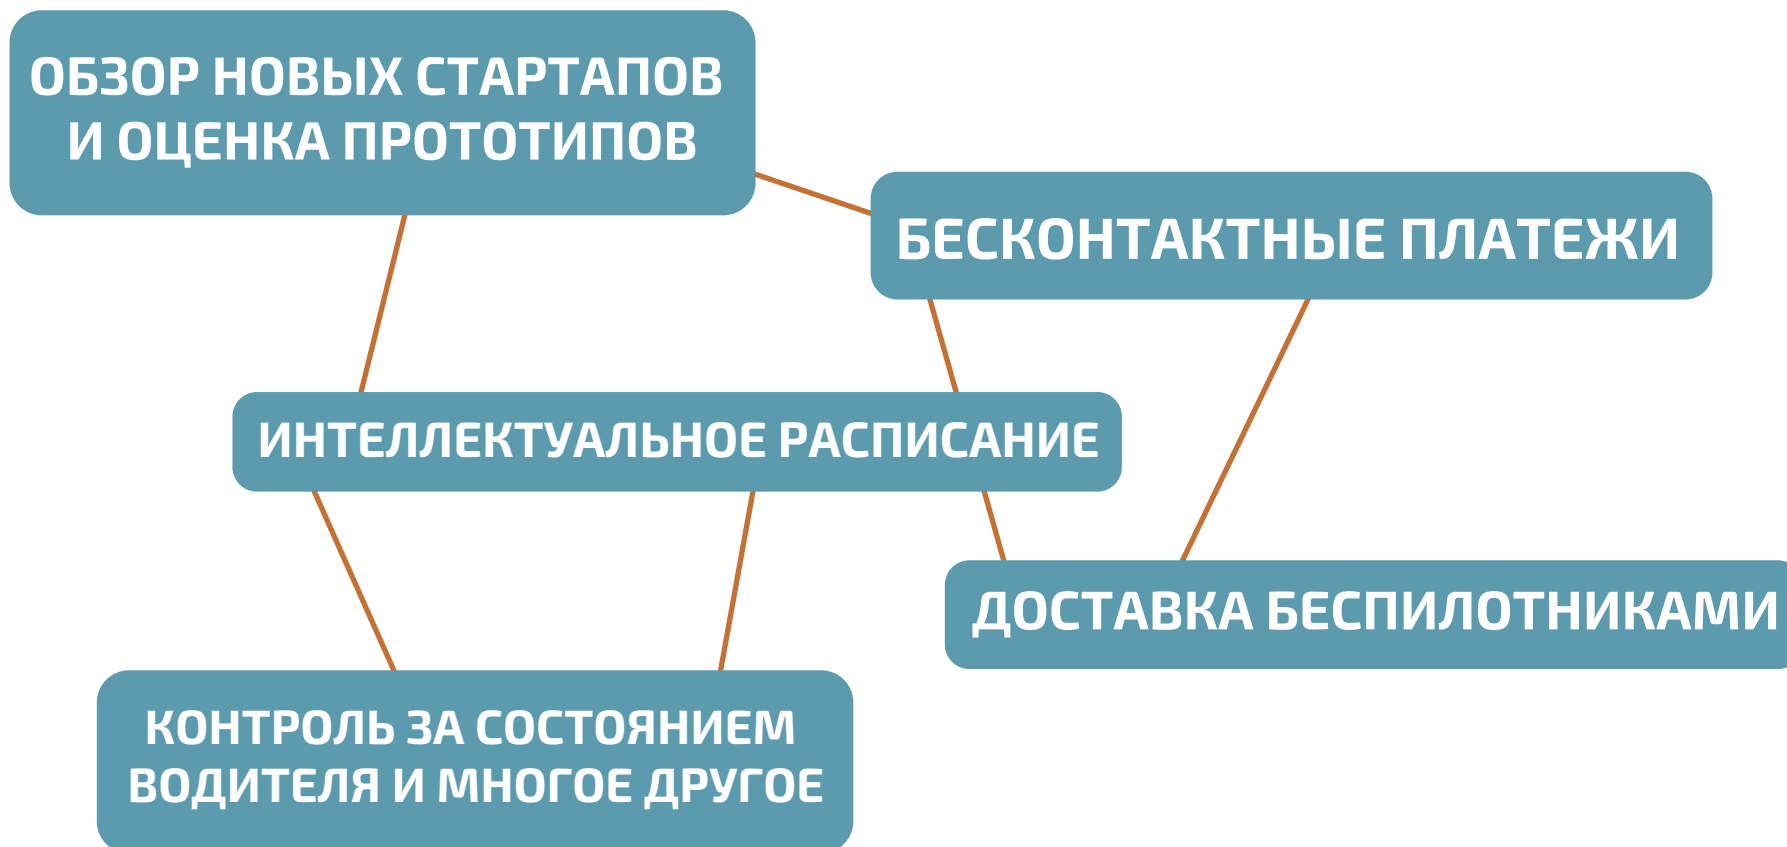 ОБЗОР НОВЫХ СТАРТАПОВ
И ОЦЕНКА ПРОТОТИПОВ
БЕСКОНТАКТНЫЕ ПЛАТЕЖИ
ИНТЕЛЛЕКТУАЛЬНОЕ РАСПИСАНИЕ
ДОСТАВКА БЕСПИЛОТНИКАМИ
КОНТРОЛЬ ЗА СОСТОЯНИЕМ
ВОДИТЕЛЯ И МНОГОЕ ДРУГОЕ